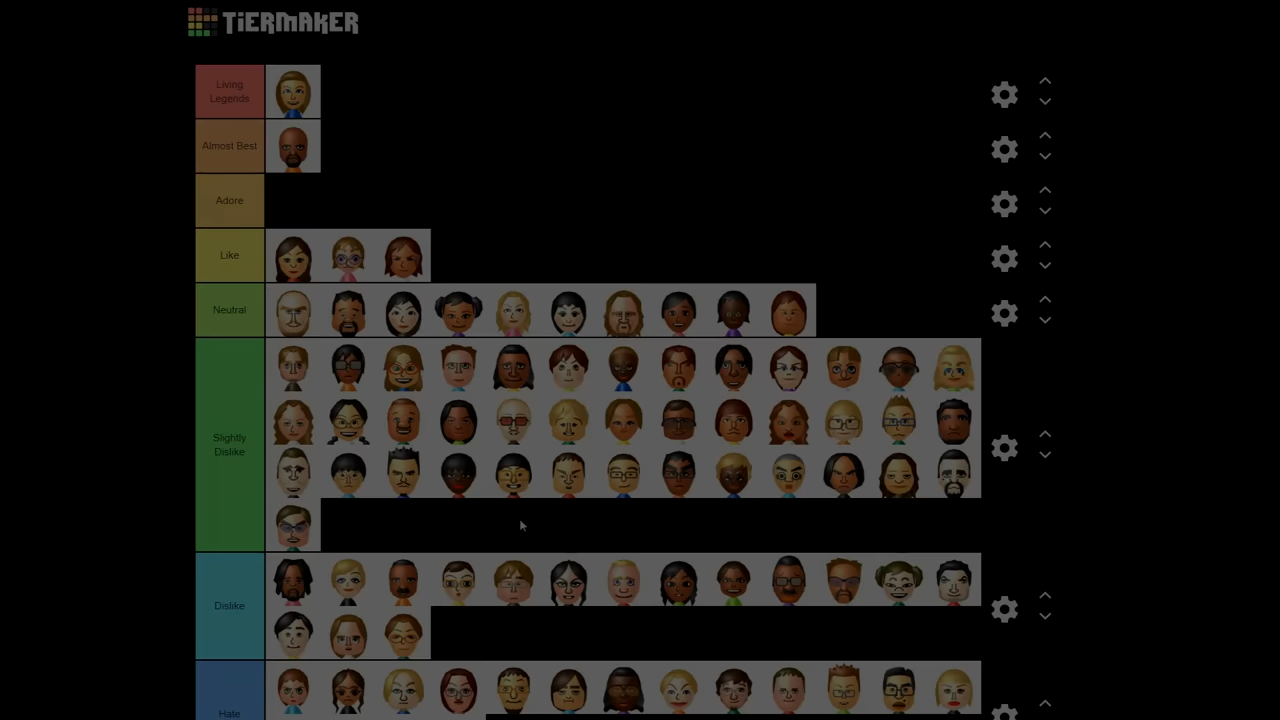 TiERMAKER
Living
Legends
Almost Best
Adore
Like
Neutral
Slightly
Dislike
Dislike
Hate